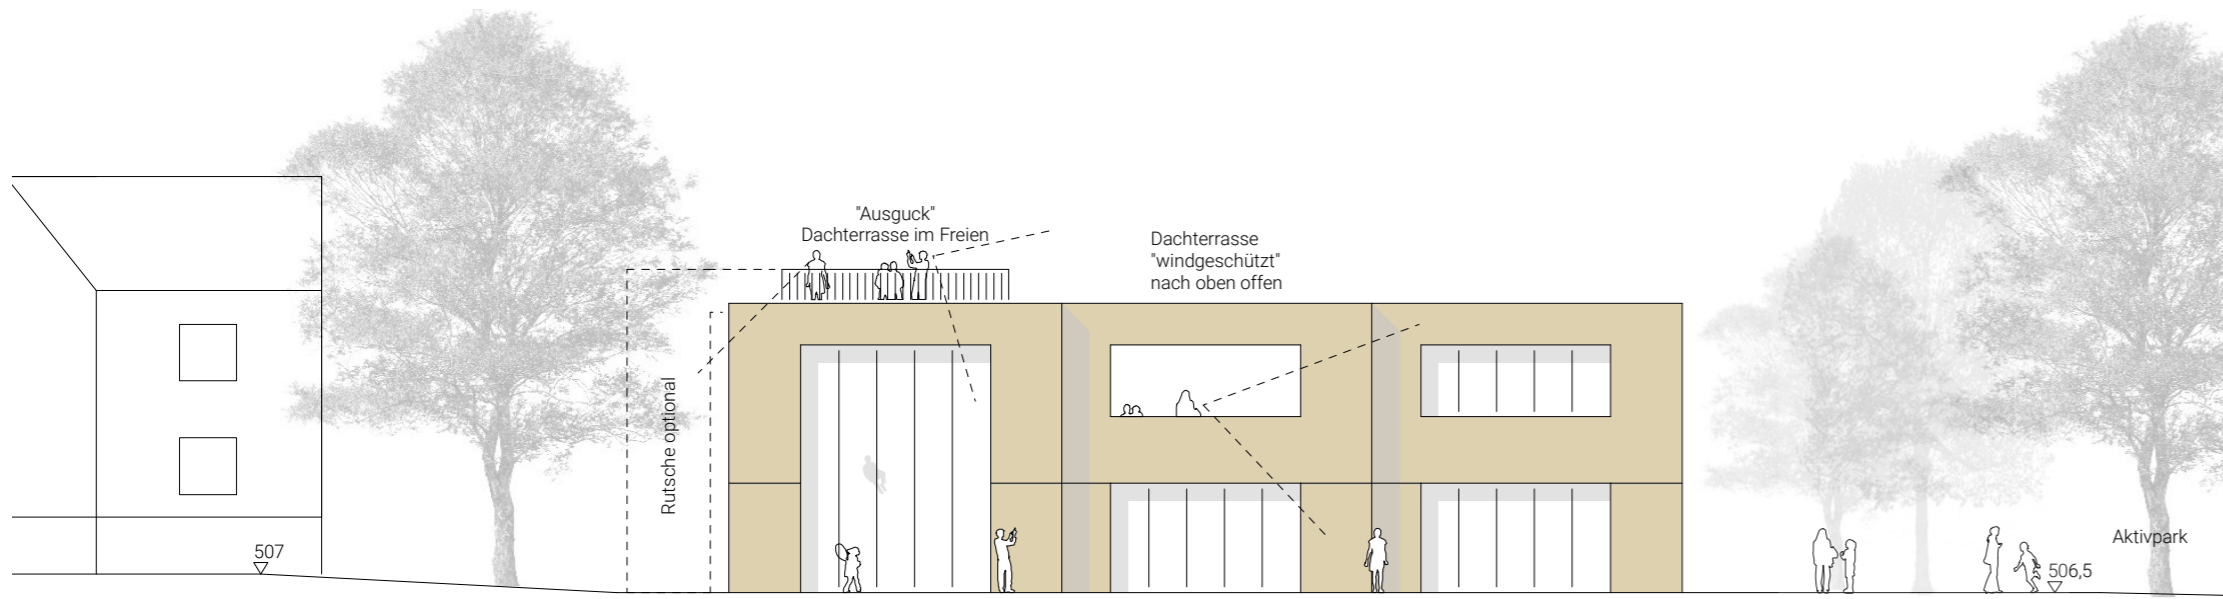 "Ausguck"
Dachterrasse im Freien
Dachterrasse
"windgeschützt"
nach oben offen
Rutsche optional
507
Aktivpark
506,5